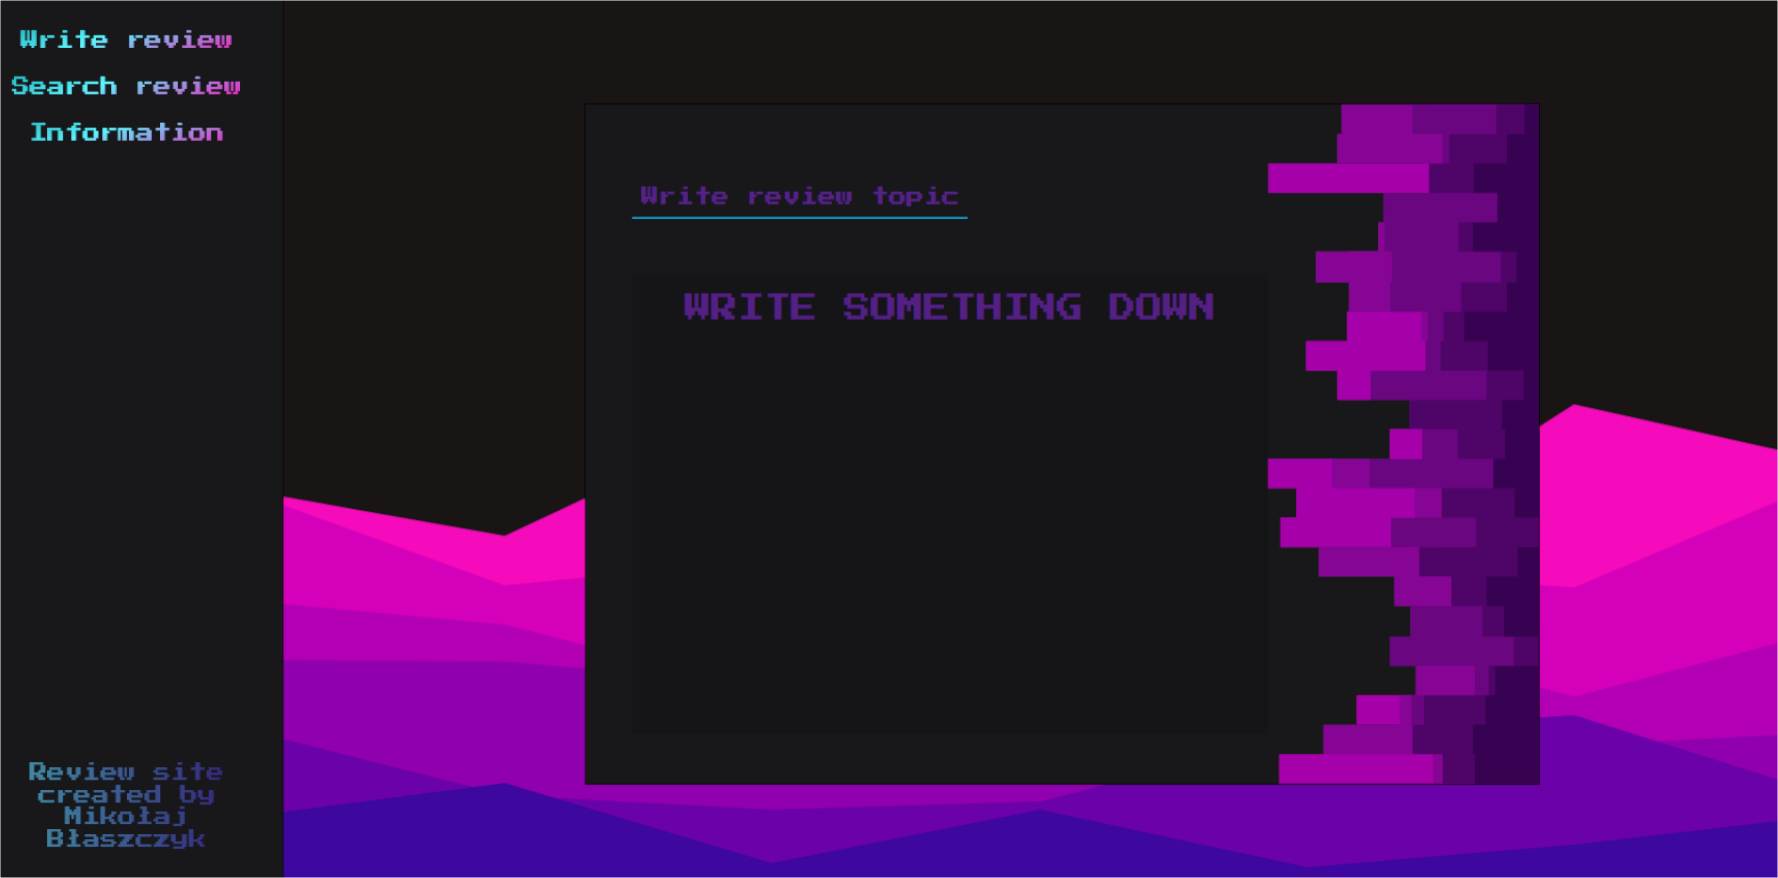 Write review
Search review
Information
Write review topic
WRITE SOMETHING DOWN
Review site
created by
Mikołaj
Błaszczyk